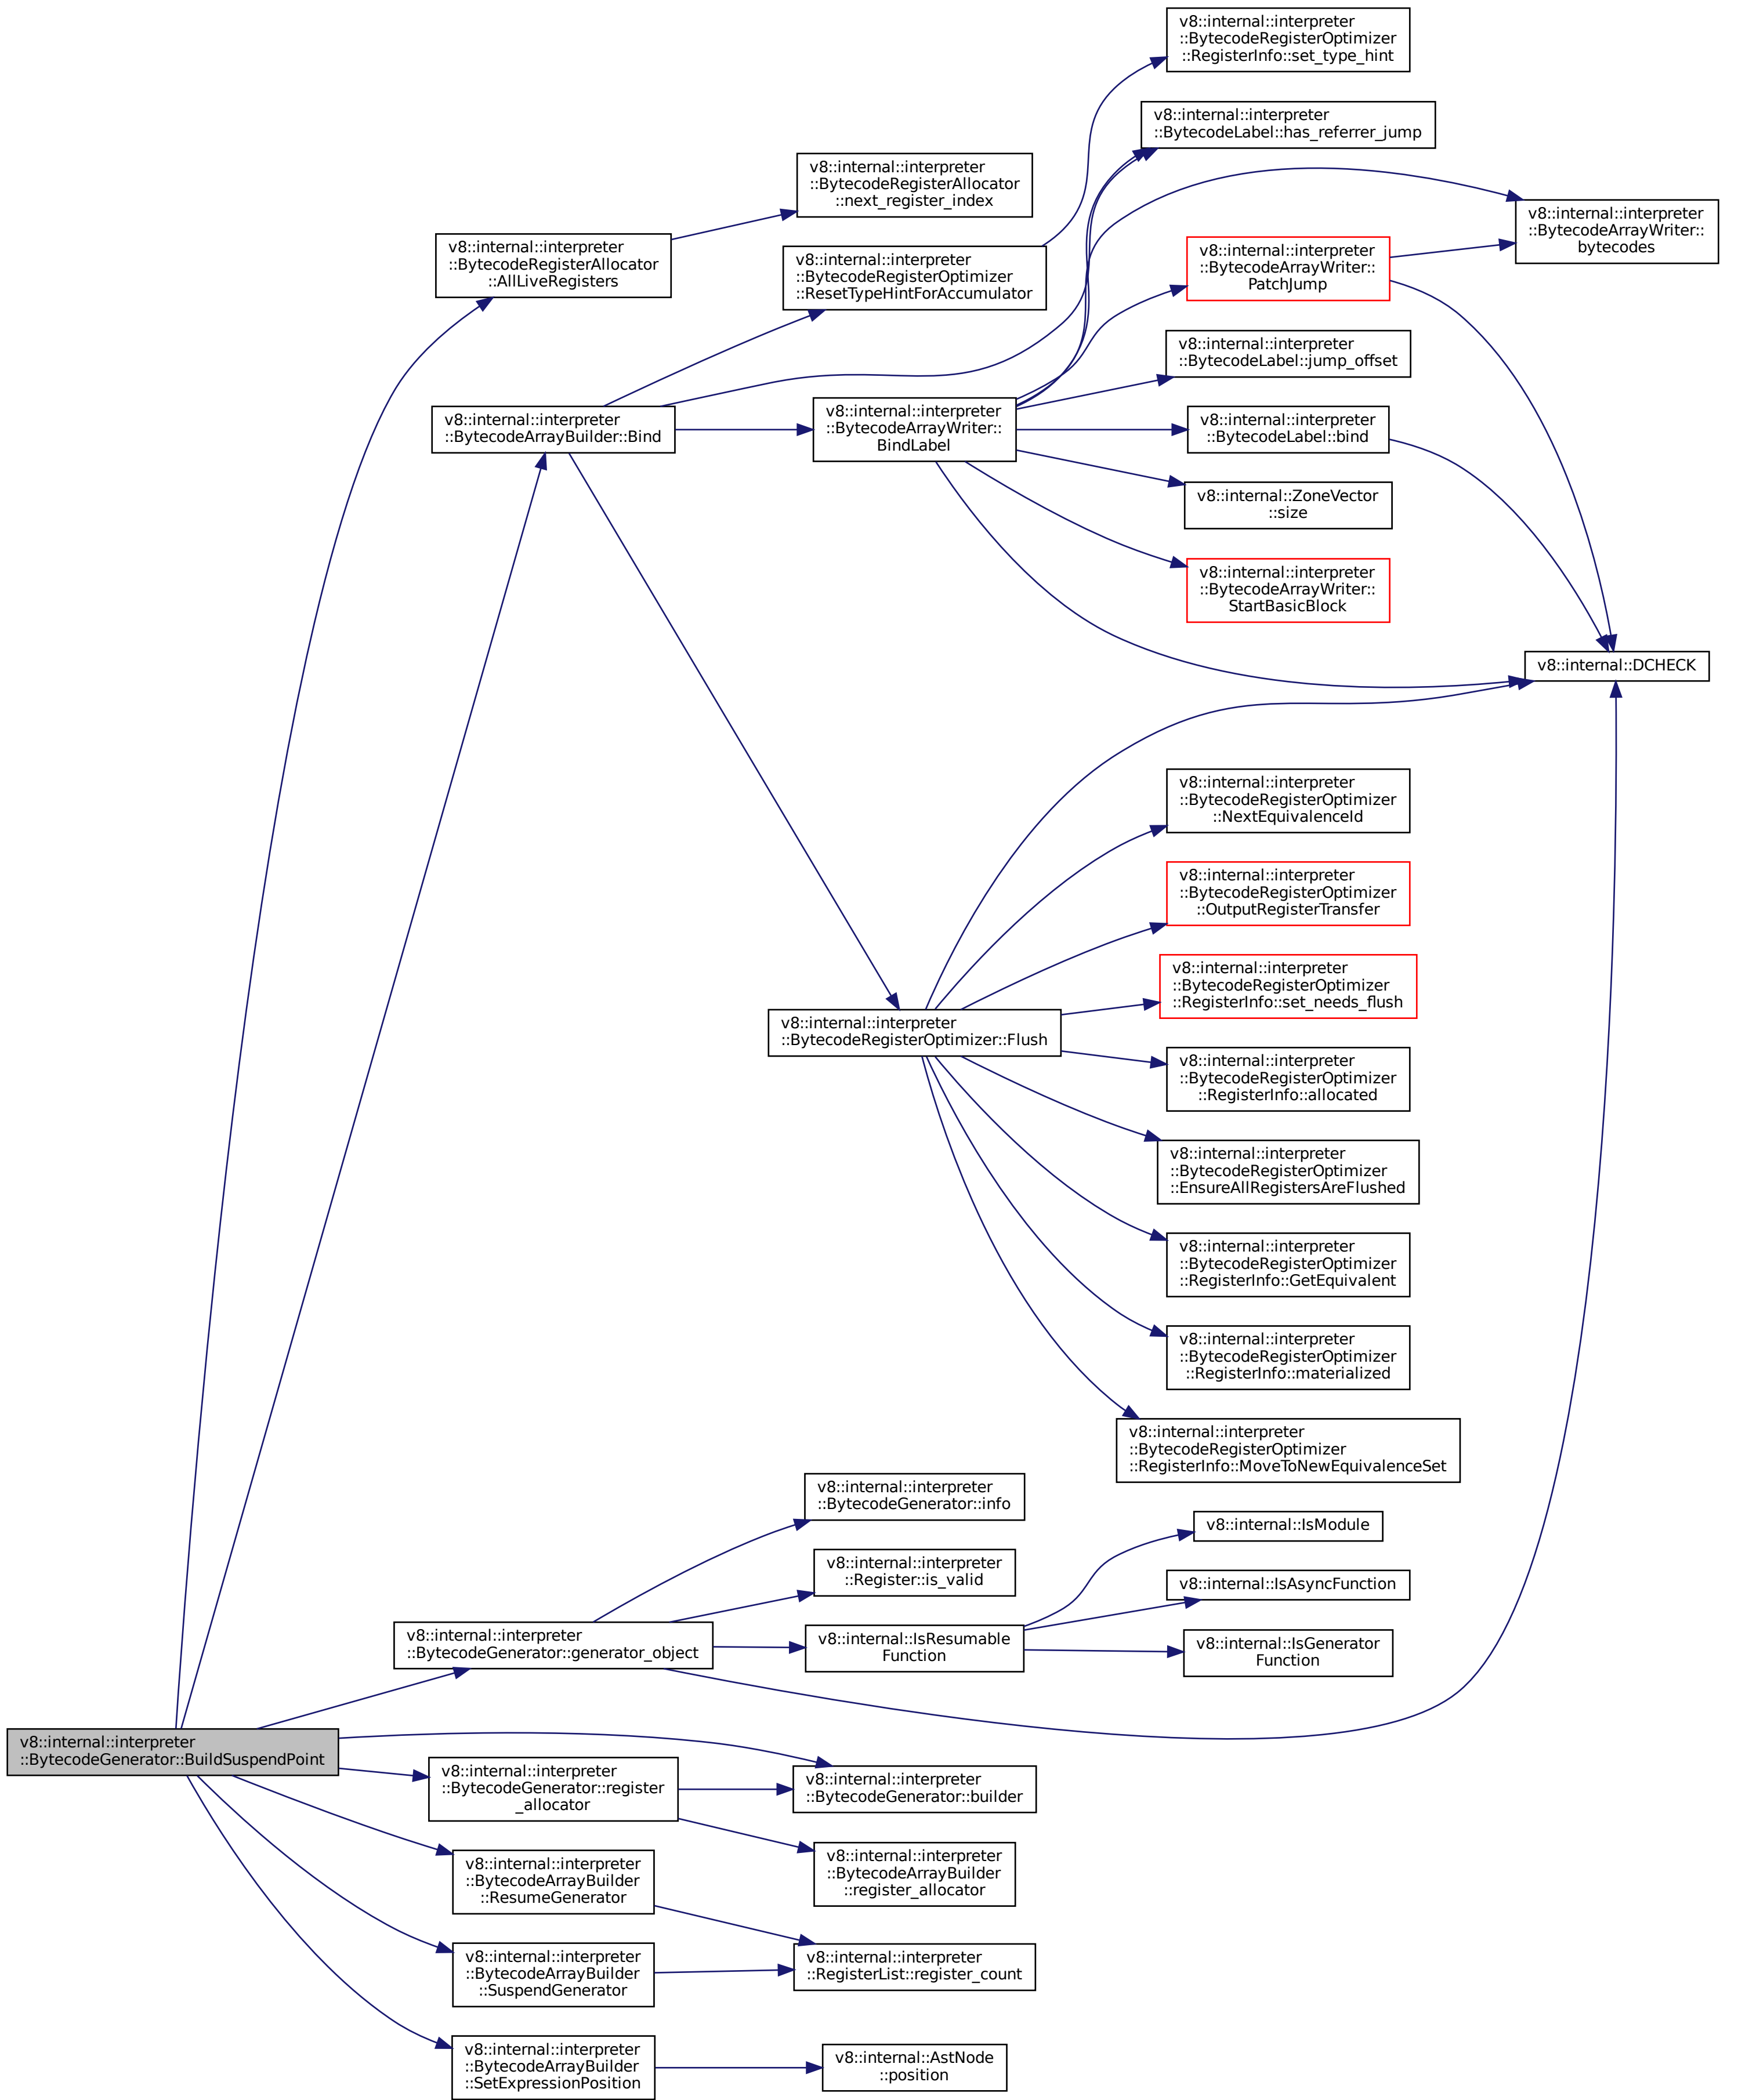 v8::internal::interpreter
::BytecodeRegisterOptimizer
::RegisterInfo::set_type_hint
v8::internal::interpreter
::BytecodeLabel::has_referrer_jump
v8::internal::interpreter
::BytecodeRegisterAllocator
::next_register_index
v8::internal::interpreter
::BytecodeArrayWriter::
bytecodes
v8::internal::interpreter
::BytecodeRegisterAllocator
::AllLiveRegisters
v8::internal::interpreter
::BytecodeRegisterOptimizer
::ResetTypeHintForAccumulator
v8::internal::interpreter
::BytecodeArrayWriter::
PatchJump
v8::internal::interpreter
::BytecodeLabel::jump_offset
v8::internal::interpreter
::BytecodeArrayBuilder::Bind
v8::internal::interpreter
::BytecodeArrayWriter::
BindLabel
v8::internal::interpreter
::BytecodeLabel::bind
v8::internal::ZoneVector
::size
v8::internal::interpreter
::BytecodeArrayWriter::
StartBasicBlock
v8::internal::DCHECK
v8::internal::interpreter
::BytecodeRegisterOptimizer
::NextEquivalenceId
v8::internal::interpreter
::BytecodeRegisterOptimizer
::OutputRegisterTransfer
v8::internal::interpreter
::BytecodeRegisterOptimizer
::RegisterInfo::set_needs_flush
v8::internal::interpreter
::BytecodeRegisterOptimizer::Flush
v8::internal::interpreter
::BytecodeRegisterOptimizer
::RegisterInfo::allocated
v8::internal::interpreter
::BytecodeRegisterOptimizer
::EnsureAllRegistersAreFlushed
v8::internal::interpreter
::BytecodeRegisterOptimizer
::RegisterInfo::GetEquivalent
v8::internal::interpreter
::BytecodeRegisterOptimizer
::RegisterInfo::materialized
v8::internal::interpreter
::BytecodeRegisterOptimizer
::RegisterInfo::MoveToNewEquivalenceSet
v8::internal::interpreter
::BytecodeGenerator::info
v8::internal::IsModule
v8::internal::interpreter
::Register::is_valid
v8::internal::IsAsyncFunction
v8::internal::interpreter
::BytecodeGenerator::generator_object
v8::internal::IsResumable
Function
v8::internal::IsGenerator
Function
v8::internal::interpreter
::BytecodeGenerator::BuildSuspendPoint
v8::internal::interpreter
::BytecodeGenerator::register
_allocator
v8::internal::interpreter
::BytecodeGenerator::builder
v8::internal::interpreter
::BytecodeArrayBuilder
::register_allocator
v8::internal::interpreter
::BytecodeArrayBuilder
::ResumeGenerator
v8::internal::interpreter
::BytecodeArrayBuilder
::SuspendGenerator
v8::internal::interpreter
::RegisterList::register_count
v8::internal::interpreter
::BytecodeArrayBuilder
::SetExpressionPosition
v8::internal::AstNode
::position